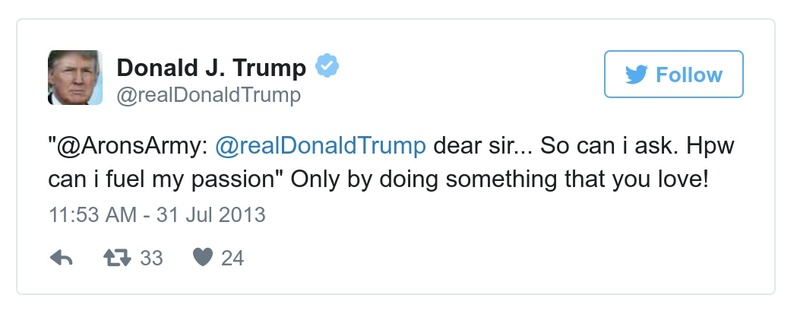 Donald J. Trump
@realDonaldTrump
Follow
"@AronsArmy: @realDonaldTrump dear sir... So can i ask. Hpw
can i fuel my passion" Only by doing something that you love!
11:53 AM - 31 Jul 2013
33 24